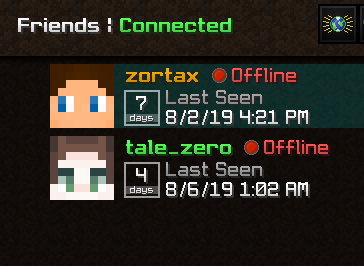 Friends ¦ Connected
zortax Offline
7 days Last Seen
8/2/19 4:21 PM
tale_zero Offline
4 days Last Seen
8/6/19 1:02 AM